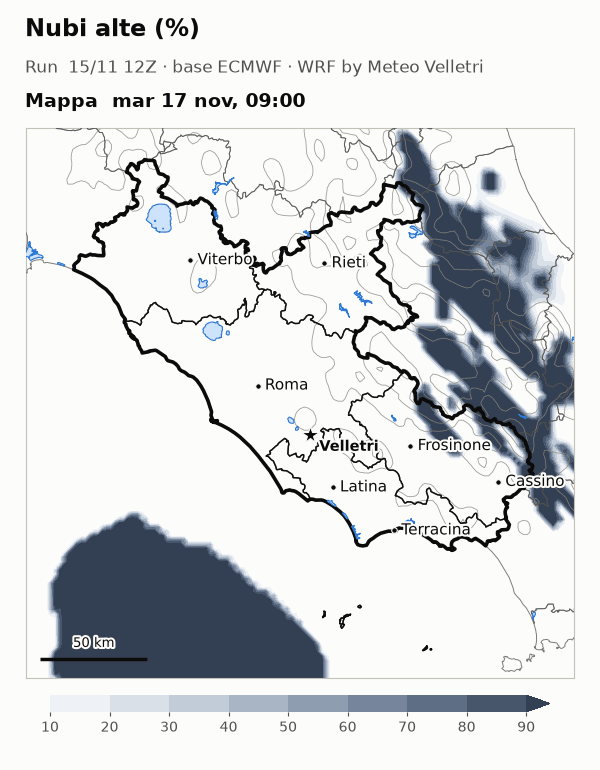 Nubi alte (%)
Run  15/11 12Z · base ECMWF · WRF by Meteo Velletri
Mappa  mar 17 nov, 09:00
Viterbo
Rieti
Roma
Velletri
Frosinone
Cassino
Latina
Terracina
50 km
10 20 30 40 50 60 70 80 90